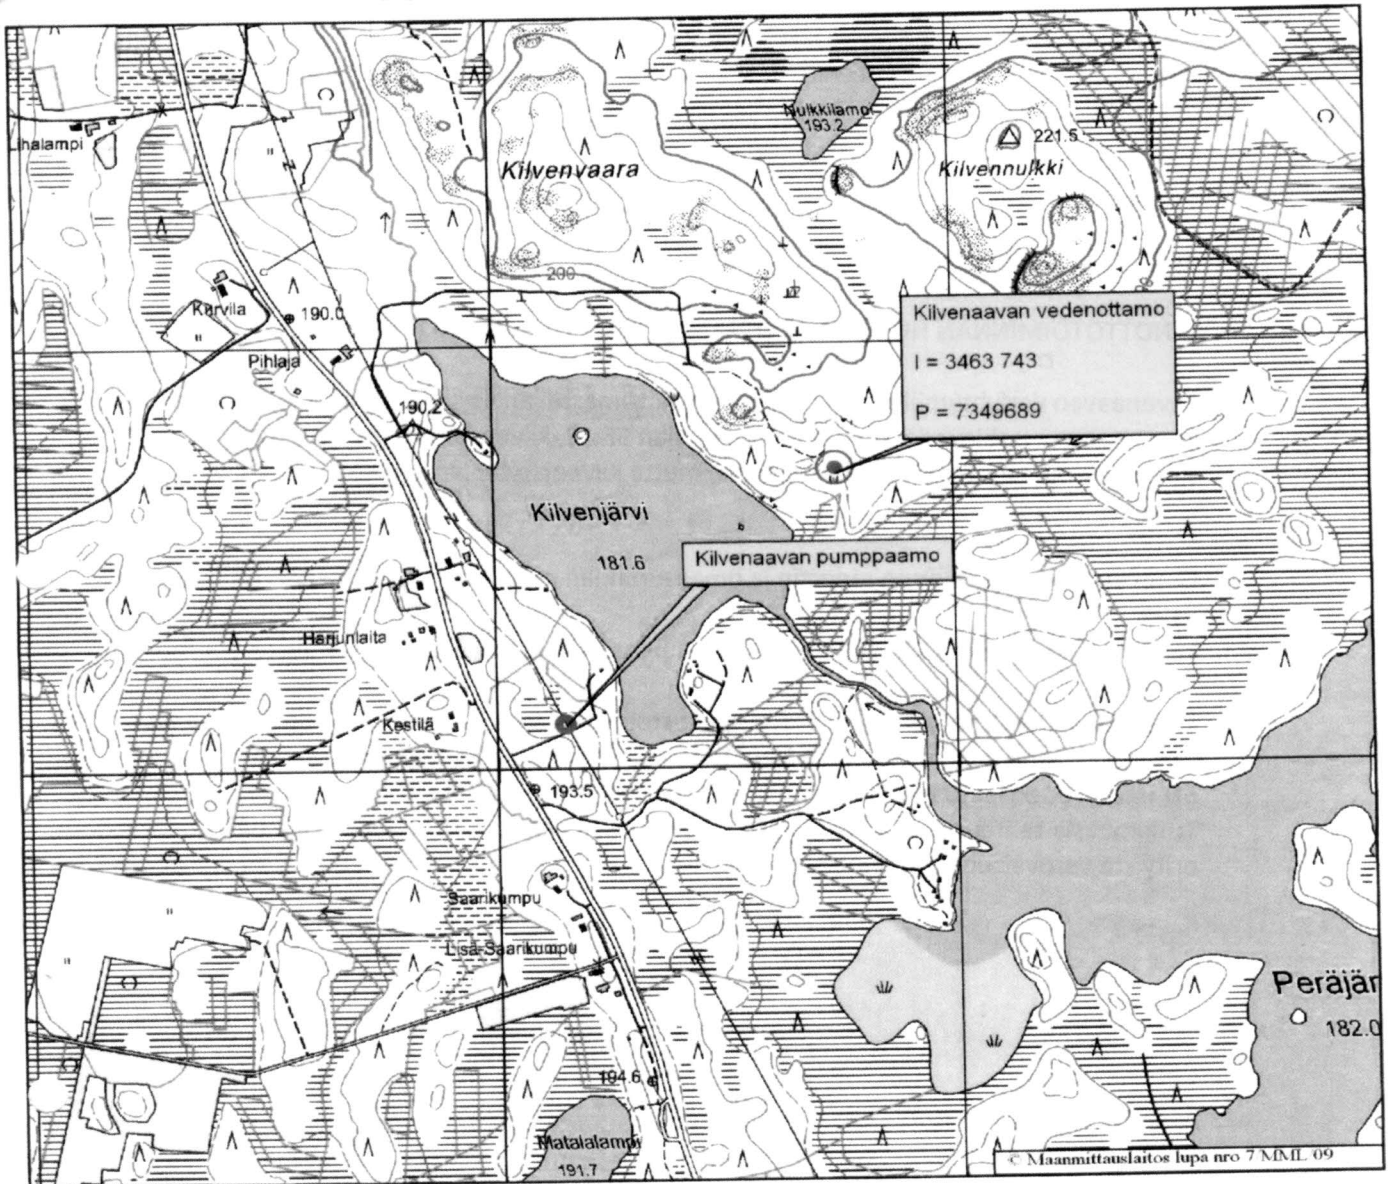 Nulkkilampi
193.2
221.5
Kilvenvaara
Kilvennulkki
200
Kurvila
190.0
Kilvenaavan vedenottamo
I = 3463 743
P = 7349689
Pihlaja
190.2
Kilvenjärvi
181.6
Kilvenaavan pumppaamo
Harjunlaita
Kestilä
193.5
Saarikumpu
Lisä-Saarikumpu
Peräjär
182.0
194.6
Matalalampi
191.7
© Maanmittauslaitos lupa nro 7 MML 09